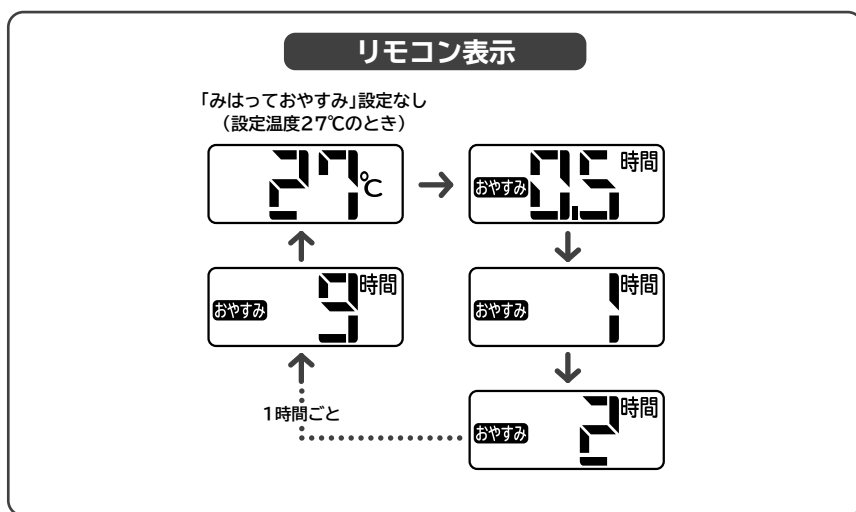 リモコン表示
「みはっておやすみ」設定なし
(設定温度27℃のとき)
27℃
おやすみ 0.5 時間
おやすみ 9 時間
おやすみ 1 時間
1時間ごと
おやすみ 2 時間